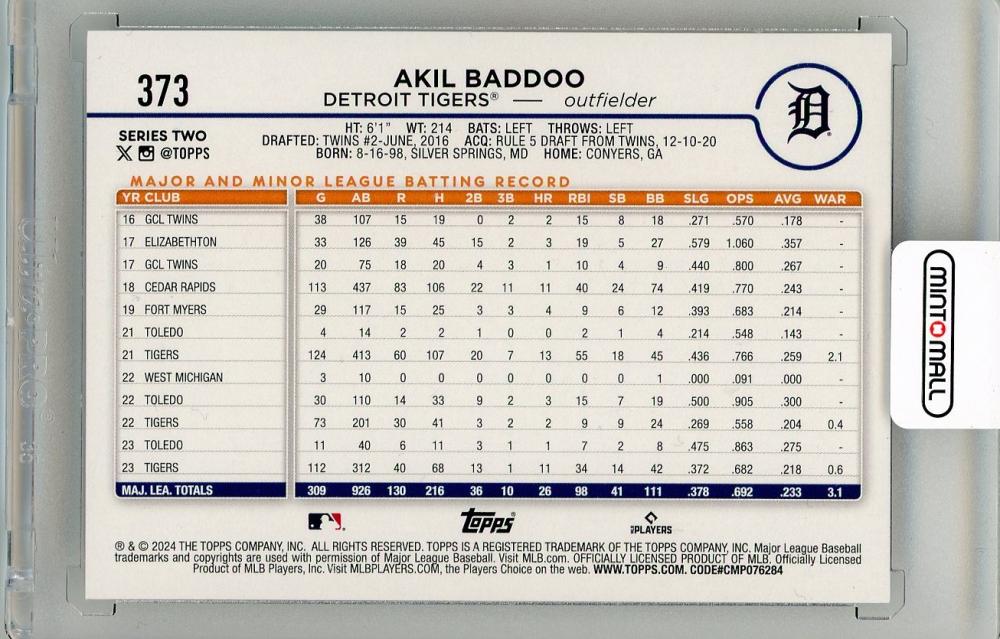 373
AKIL BADDOO
DETROIT TIGERS® — outfielder
D
SERIES TWO
X @TOPPS
HT: 6'1" WT: 214 BATS: LEFT THROWS: LEFT
DRAFTED: TWINS #2-JUNE, 2016 ACQ: RULE 5 DRAFT FROM TWINS, 12-10-20
BORN: 8-16-98, SILVER SPRINGS, MD HOME: CONYERS, GA
MAJOR AND MINOR LEAGUE BATTING RECORD
YR CLUB G AB R H 2B 3B HR RBI SB BB SLG OPS AVG WAR
16 GCL TWINS 38 107 15 19 0 2 2 15 8 18 .271 .570 .178 -
17 ELIZABETHTON 33 126 39 45 15 2 3 19 5 27 .579 1.060 .357 -
17 GCL TWINS 20 75 18 20 4 3 1 10 4 9 .440 .800 .267 -
18 CEDAR RAPIDS 113 437 83 106 22 11 11 40 24 74 .419 .770 .243 -
19 FORT MYERS 29 117 15 25 3 3 4 9 6 12 .393 .683 .214 -
21 TOLEDO 4 14 2 2 1 0 0 2 1 4 .214 .548 .143 -
21 TIGERS 124 413 60 107 20 7 13 55 18 45 .436 .766 .259 2.1
22 WEST MICHIGAN 3 10 0 0 0 0 0 0 0 1 .000 .091 .000 -
22 TOLEDO 30 110 14 33 9 2 3 15 7 19 .500 .905 .300 -
22 TIGERS 73 201 30 41 3 2 2 9 9 24 .269 .558 .204 0.4
23 TOLEDO 11 40 6 11 3 1 1 7 2 8 .475 .863 .275 -
23 TIGERS 112 312 40 68 13 1 11 34 14 42 .372 .682 .218 0.6
MAJ. LEA. TOTALS 309 926 130 216 36 10 26 98 41 111 .378 .692 .233 3.1
Topps®
PLAYERS
® & © 2024 THE TOPPS COMPANY, INC. ALL RIGHTS RESERVED. TOPPS IS A REGISTERED TRADEMARK OF THE TOPPS COMPANY, INC. Major League Baseball
trademarks and copyrights are used with permission of Major League Baseball. Visit MLB.com. OFFICIALLY LICENSED PRODUCT OF MLB. Officially Licensed
Product of MLB Players, Inc. Visit MLBPLAYERS.COM, the Players Choice on the web. WWW.TOPPS.COM. CODE#CMP076284
MINTOMALL